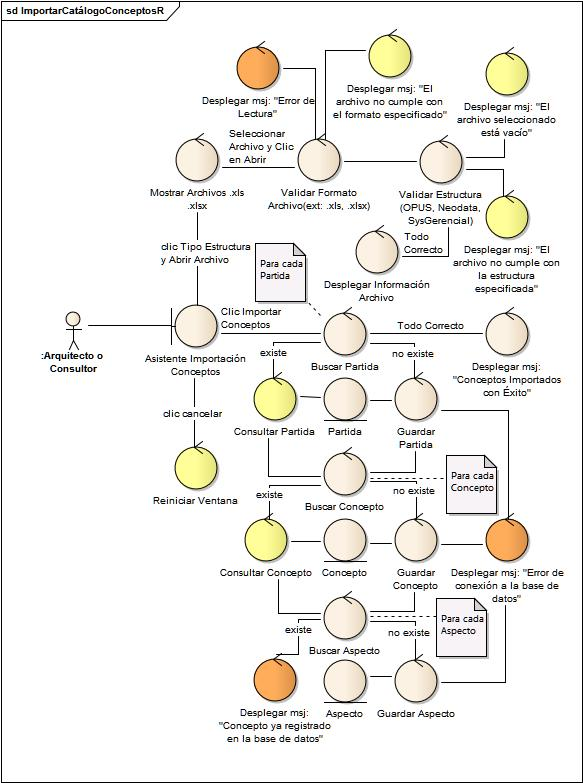 sd ImportarCatálogoConceptosR
Desplegar msj: "Error de
Lectura"
Desplegar msj: "El
archivo no cumple con
el formato especificado"
Desplegar msj: "El
archivo seleccionado
está vacío"
Seleccionar
Archivo y Clic
en Abrir
Mostrar Archivos .xls
.xlsx
Validar Formato
Archivo(ext: .xls, .xlsx)
Validar Estructura
(OPUS, Neodata,
SysGerencial)
Todo
Correcto
Desplegar msj: "El
archivo no cumple con
la estructura
especificada"
clic Tipo Estructura
y Abrir Archivo
Para cada
Partida
Desplegar Información
Archivo
Clic Importar
Conceptos
Todo Correcto
:Arquitecto o
Consultor
Asistente Importación
Conceptos
existe
Buscar Partida
no existe
Desplegar msj:
"Conceptos Importados
con Éxito"
clic cancelar
Consultar Partida
Partida
Guardar
Partida
Reiniciar Ventana
existe
Buscar Concepto
no existe
Para cada
Concepto
Consultar Concepto
Concepto
Guardar
Concepto
Desplegar msj: "Error de
conexión a la base de
datos"
existe
Buscar Aspecto
no existe
Para cada
Aspecto
Desplegar msj:
"Concepto ya registrado
en la base de datos"
Aspecto
Guardar Aspecto